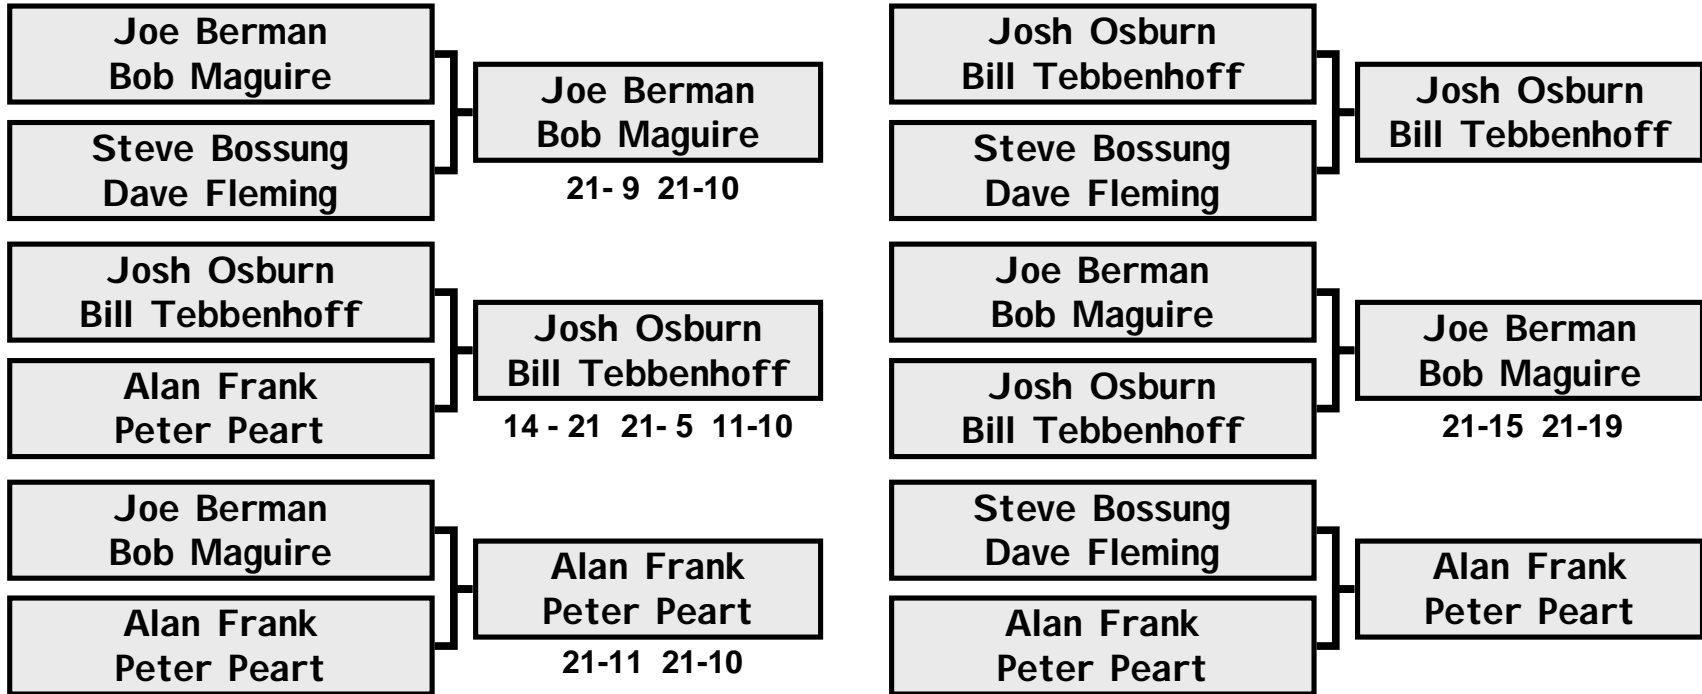 Joe Berman
Bob Maguire
Steve Bossung
Dave Fleming
Joe Berman
Bob Maguire
21- 9 21-10
Josh Osburn
Bill Tebbenhoff
Alan Frank
Peter Peart
Josh Osburn
Bill Tebbenhoff
14 - 21 21- 5 11-10
Joe Berman
Bob Maguire
Alan Frank
Peter Peart
Alan Frank
Peter Peart
21-11 21-10
Josh Osburn
Bill Tebbenhoff
Steve Bossung
Dave Fleming
Josh Osburn
Bill Tebbenhoff
Joe Berman
Bob Maguire
Josh Osburn
Bill Tebbenhoff
Joe Berman
Bob Maguire
21-15 21-19
Steve Bossung
Dave Fleming
Alan Frank
Peter Peart
Alan Frank
Peter Peart